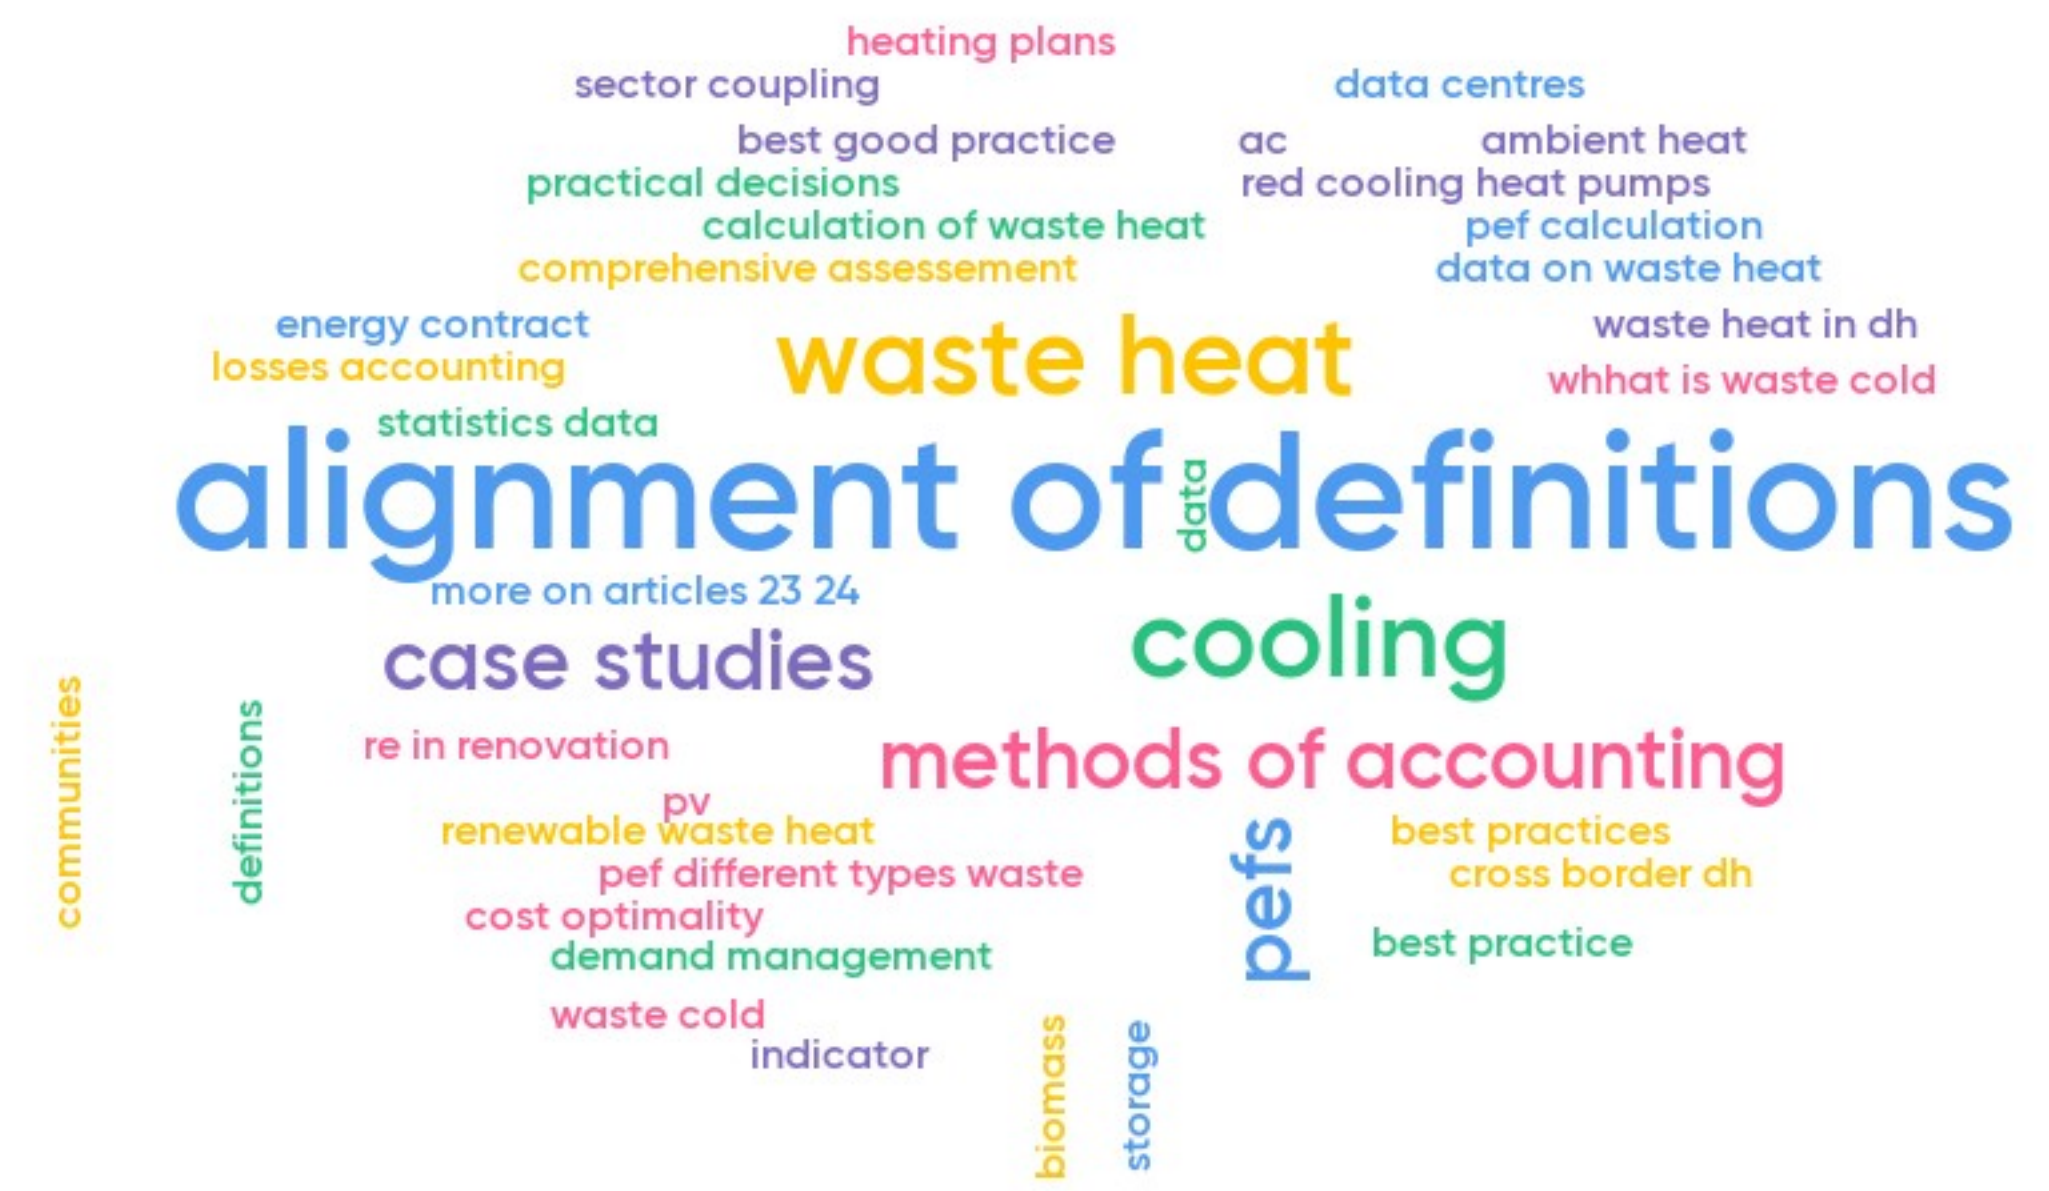 heating plans
sector coupling
data centres
best good practice
ac
ambient heat
practical decisions
red cooling heat pumps
calculation of waste heat
pef calculation
comprehensive assessement
data on waste heat
energy contract
waste heat
waste heat in dh
losses accounting
whhat is waste cold
statistics data
alignment of definitions
data
more on articles 23 24
case studies
cooling
communities
definitions
re in renovation
methods of accounting
pv
renewable waste heat
pefs
best practices
pef different types waste
cross border dh
cost optimality
demand management
best practice
waste cold
indicator
biomass
storage